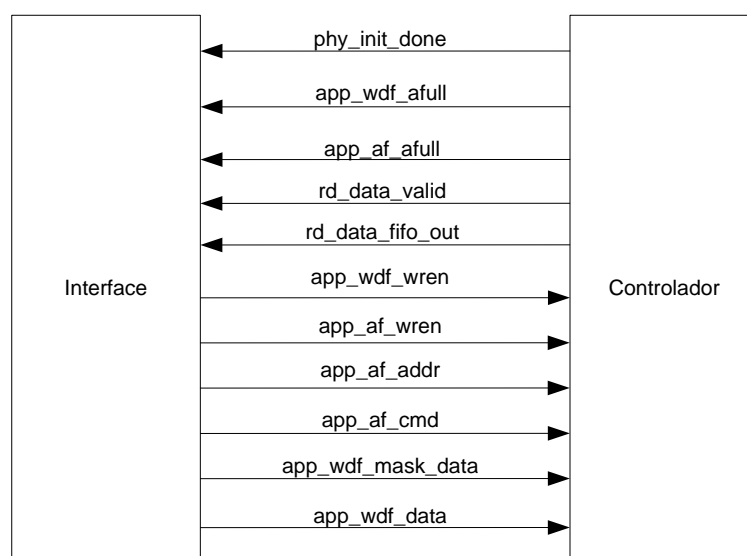 phy_init_done
app_wdf_afull
app_af_afull
rd_data_valid
rd_data_fifo_out
Interface
app_wdf_wren
Controlador
app_af_wren
app_af_addr
app_af_cmd
app_wdf_mask_data
app_wdf_data